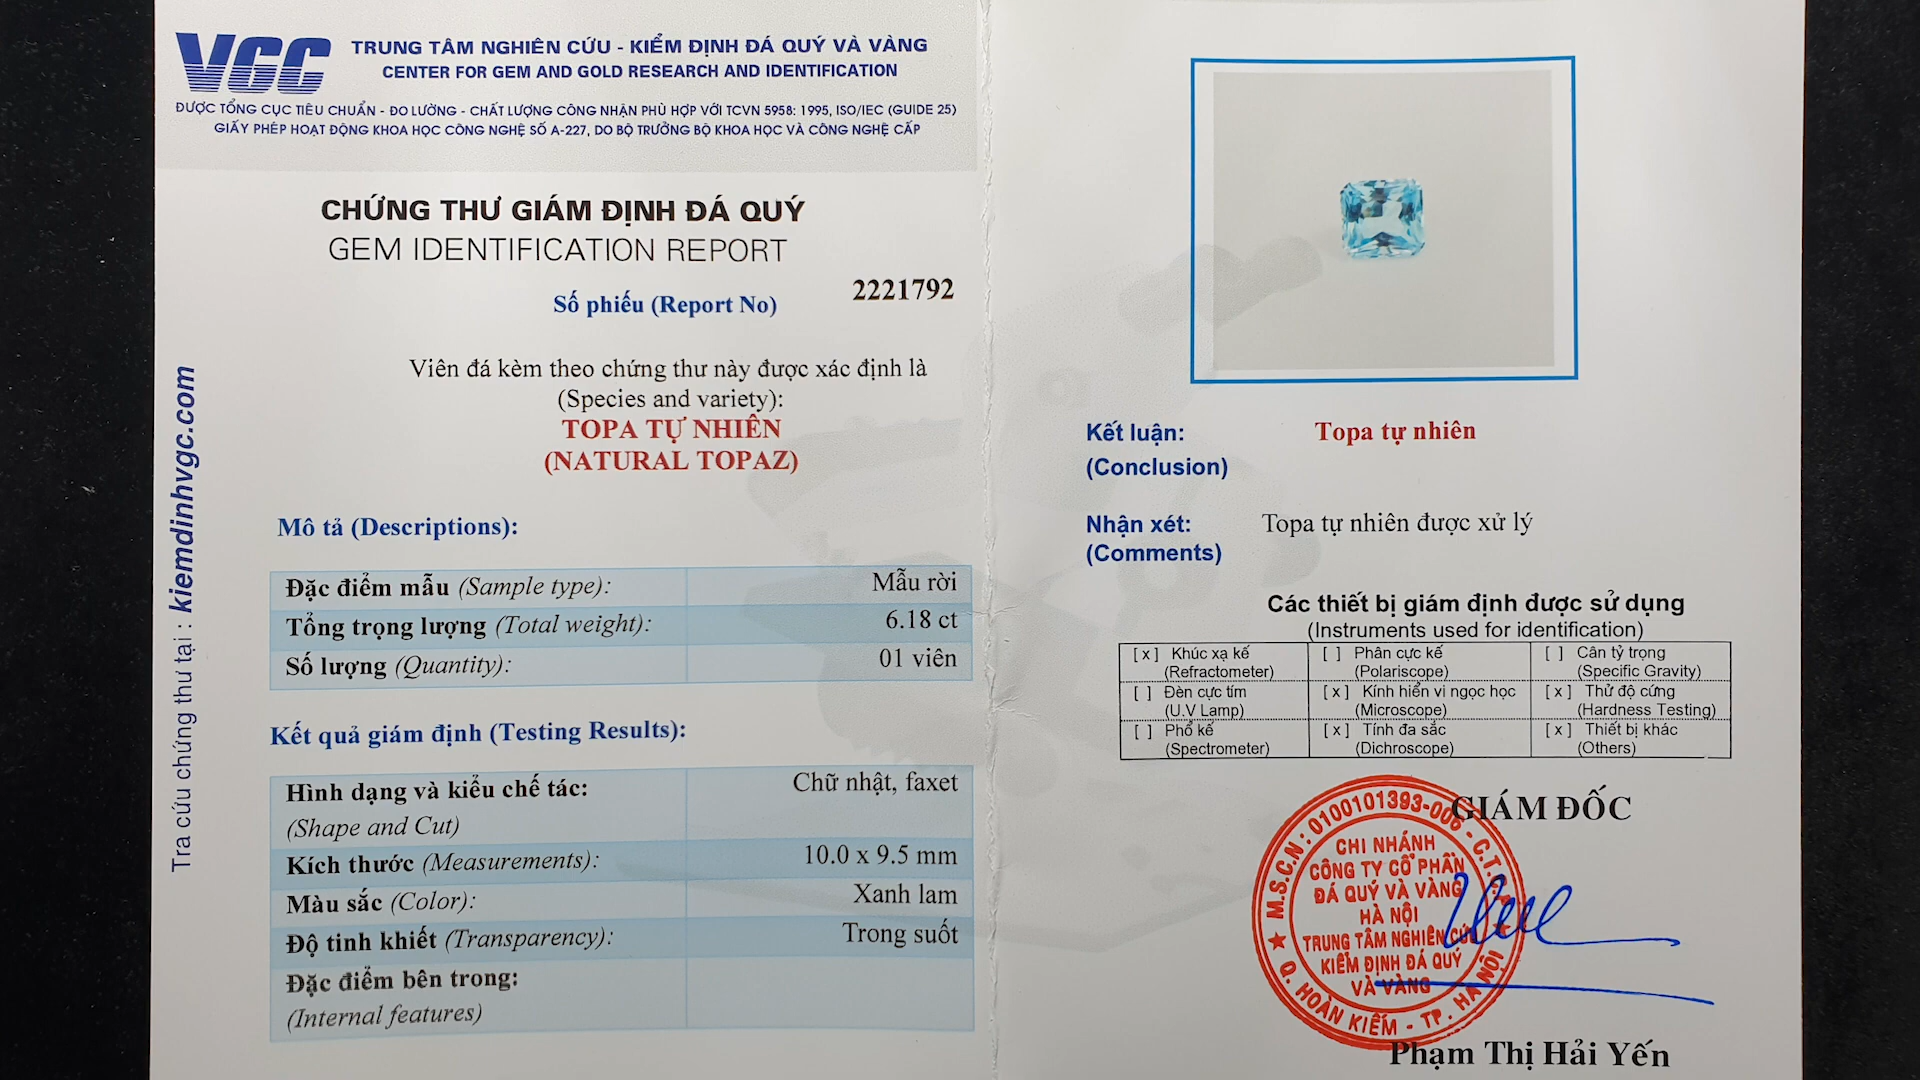 VGC
TRUNG TÂM NGHIÊN CỨU - KIỂM ĐỊNH ĐÁ QUÝ VÀ VÀNG
CENTER FOR GEM AND GOLD RESEARCH AND IDENTIFICATION
ĐƯỢC TỔNG CỤC TIÊU CHUẨN - ĐO LƯỜNG - CHẤT LƯỢNG CÔNG NHẬN PHÙ HỢP VỚI TCVN 5958: 1995, ISO/IEC (GUIDE 25)
GIẤY PHÉP HOẠT ĐỘNG KHOA HỌC CÔNG NGHỆ SỐ A-227, DO BỘ TRƯỞNG BỘ KHOA HỌC VÀ CÔNG NGHỆ CẤP
CHỨNG THƯ GIÁM ĐỊNH ĐÁ QUÝ
GEM IDENTIFICATION REPORT
Số phiếu (Report No) 2221792
Viên đá kèm theo chứng thư này được xác định là
(Species and variety):
TOPA TỰ NHIÊN
(NATURAL TOPAZ)
Mô tả (Descriptions):
Đặc điểm mẫu (Sample type): Mẫu rời
Tổng trọng lượng (Total weight): 6.18 ct
Số lượng (Quantity): 01 viên
Kết quả giám định (Testing Results):
Hình dạng và kiểu chế tác: Chữ nhật, faxet
(Shape and Cut)
Kích thước (Measurements): 10.0 x 9.5 mm
Màu sắc (Color): Xanh lam
Độ tinh khiết (Transparency): Trong suốt
Đặc điểm bên trong:
(Internal features)
Tra cứu chứng thư tại : kiemdinhvgc.com
Kết luận: Topa tự nhiên
(Conclusion)
Nhận xét: Topa tự nhiên được xử lý
(Comments)
Các thiết bị giám định được sử dụng
(Instruments used for identification)
[x] Khúc xạ kế [ ] Phân cực kế [ ] Cân tỷ trọng
(Refractometer) (Polariscope) (Specific Gravity)
[ ] Đèn cực tím [x] Kính hiển vi ngọc học [x] Thử độ cứng
(U.V Lamp) (Microscope) (Hardness Testing)
[ ] Phổ kế [x] Tính đa sắc [x] Thiết bị khác
(Spectrometer) (Dichroscope) (Others)
GIÁM ĐỐC
M.S.C.N: 0100101393-006 - C.T.C.
CHI NHÁNH
CÔNG TY CỔ PHẦN
ĐÁ QUÝ VÀ VÀNG
HÀ NỘI
TRUNG TÂM NGHIÊN CỨU
KIỂM ĐỊNH ĐÁ QUÝ
VÀ VÀNG
Q. HOÀN KIẾM - TP. HÀ NỘI
Phạm Thị Hải Yến